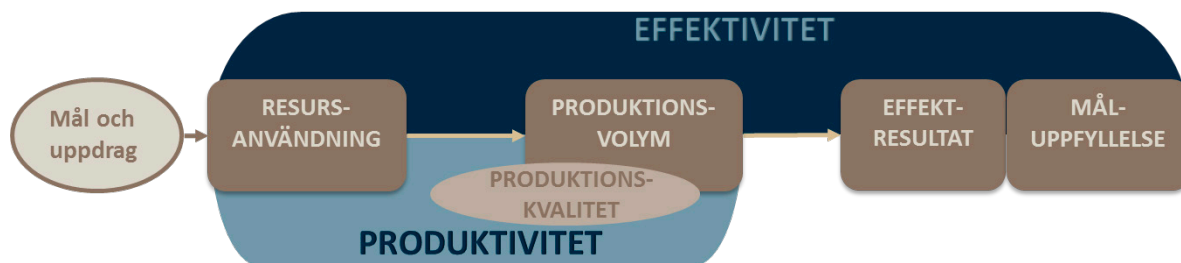 EFFEKTIVITET
Mål och
uppdrag
RESURS-
ANVÄNDNING
PRODUKTIONS-
VOLYM
PRODUKTIONS-
KVALITET
EFFEKT-
RESULTAT
MÅL-
UPPFYLLELSE
PRODUKTIVITET